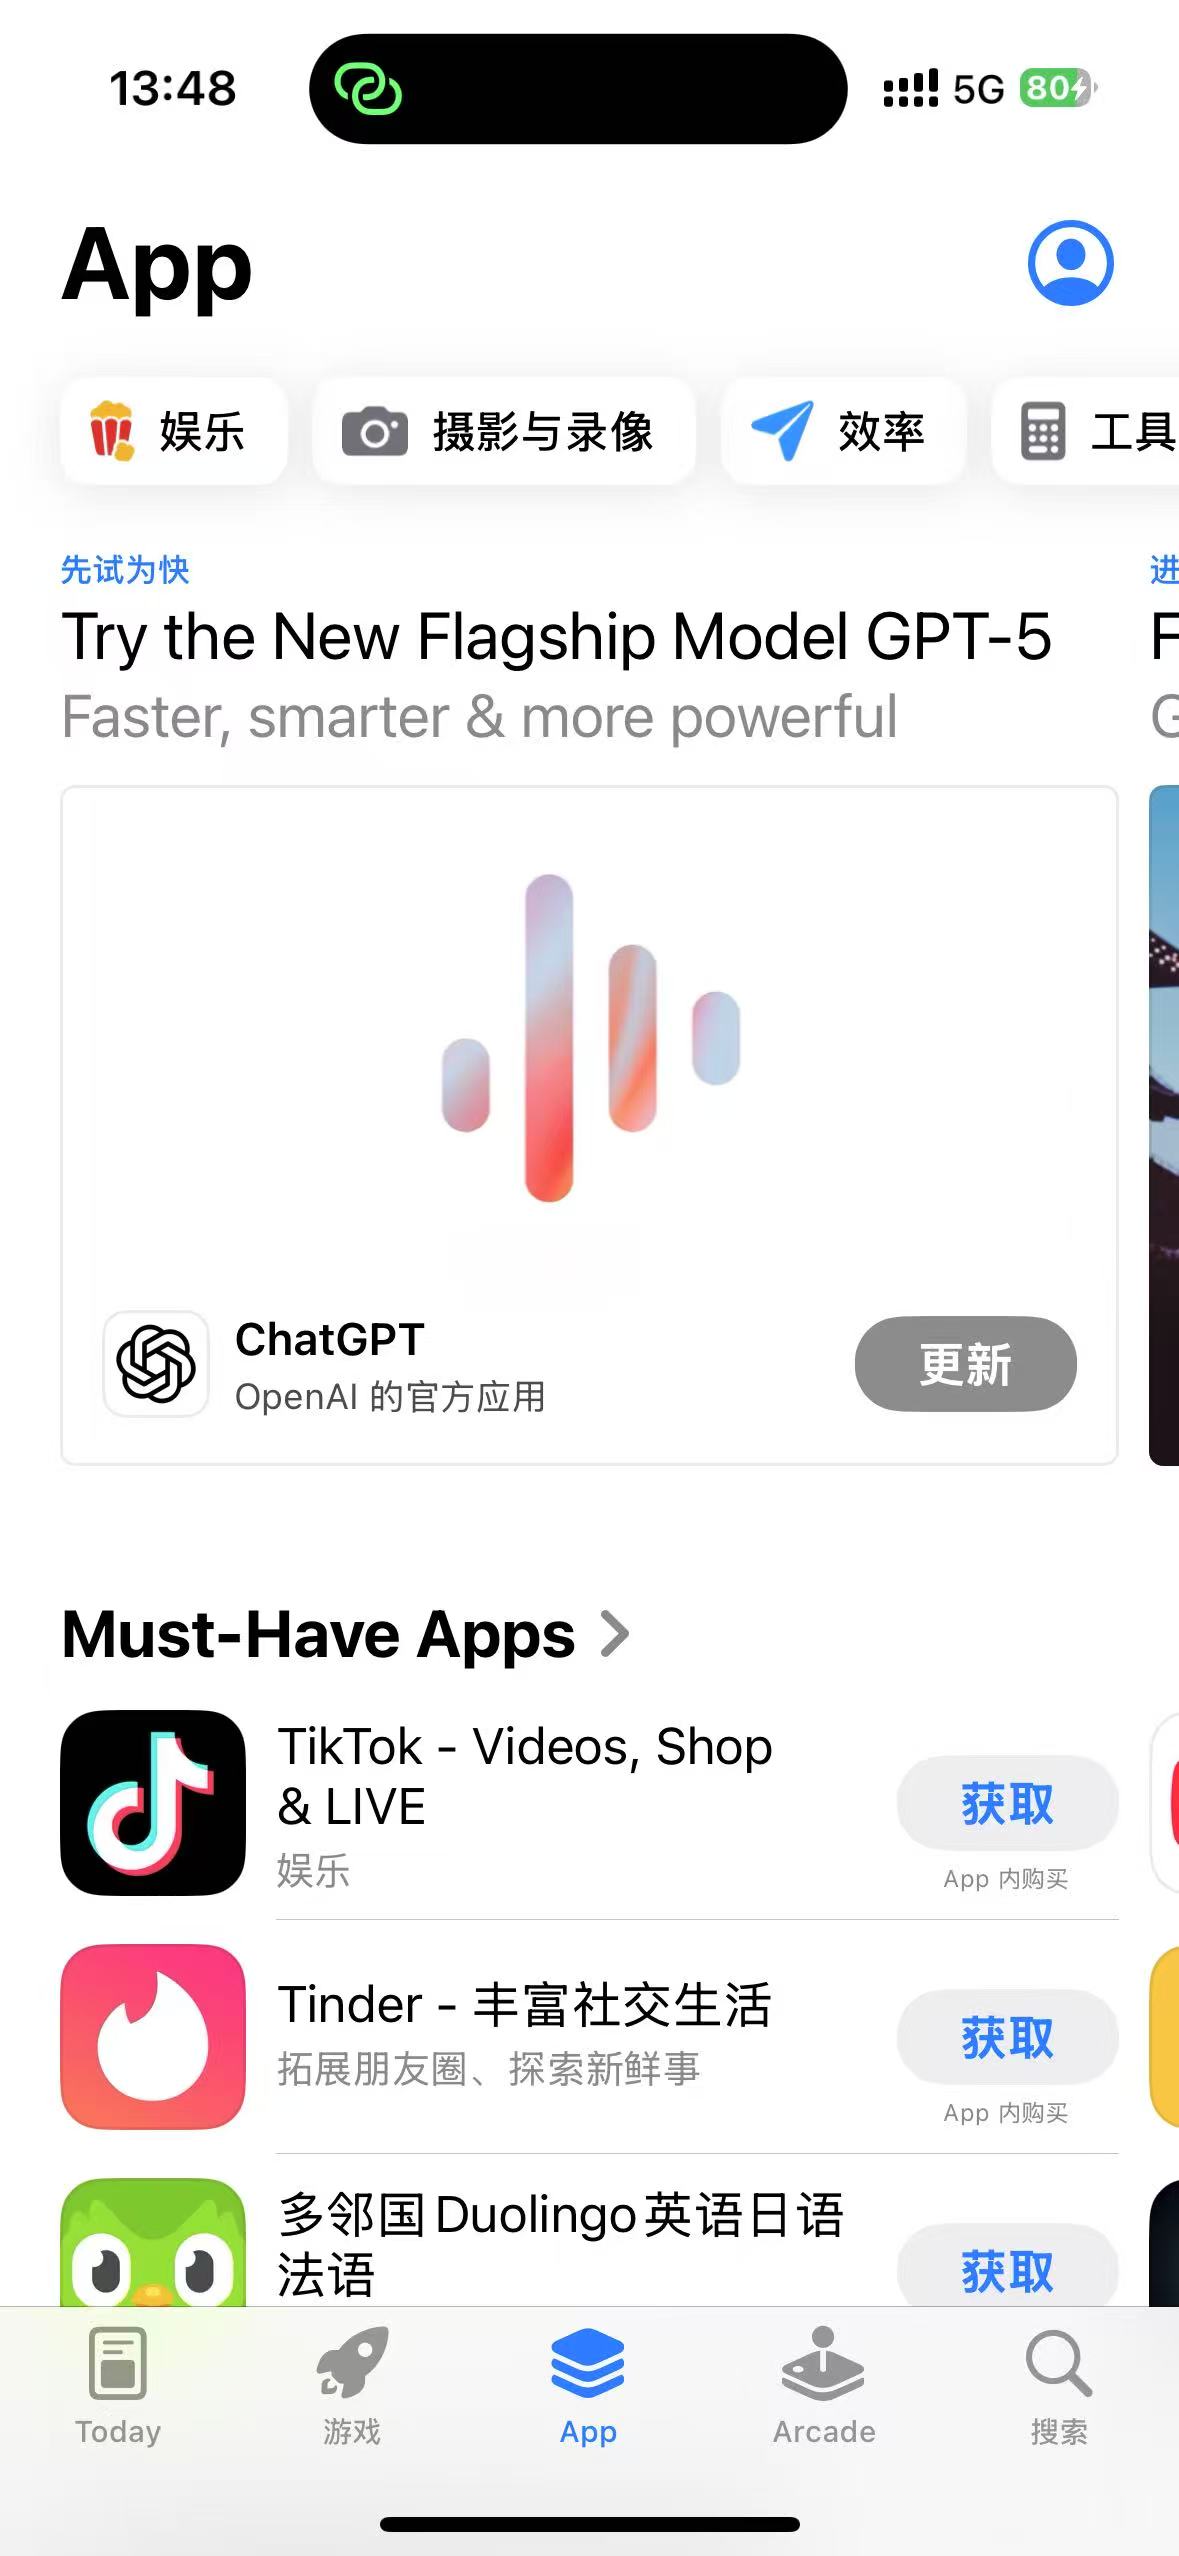 13:48
5G
80
App
娱乐
摄影与录像
效率
工具
先试为快
进
Try the New Flagship Model GPT-5
F
Faster, smarter & more powerful
G
ChatGPT
OpenAI 的官方应用
更新
Must-Have Apps
TikTok - Videos, Shop
& LIVE
娱乐
获取
App 内购买
Tinder - 丰富社交生活
拓展朋友圈、探索新鲜事
获取
App 内购买
多邻国Duolingo英语日语
法语
获取
Today
游戏
App
Arcade
搜索